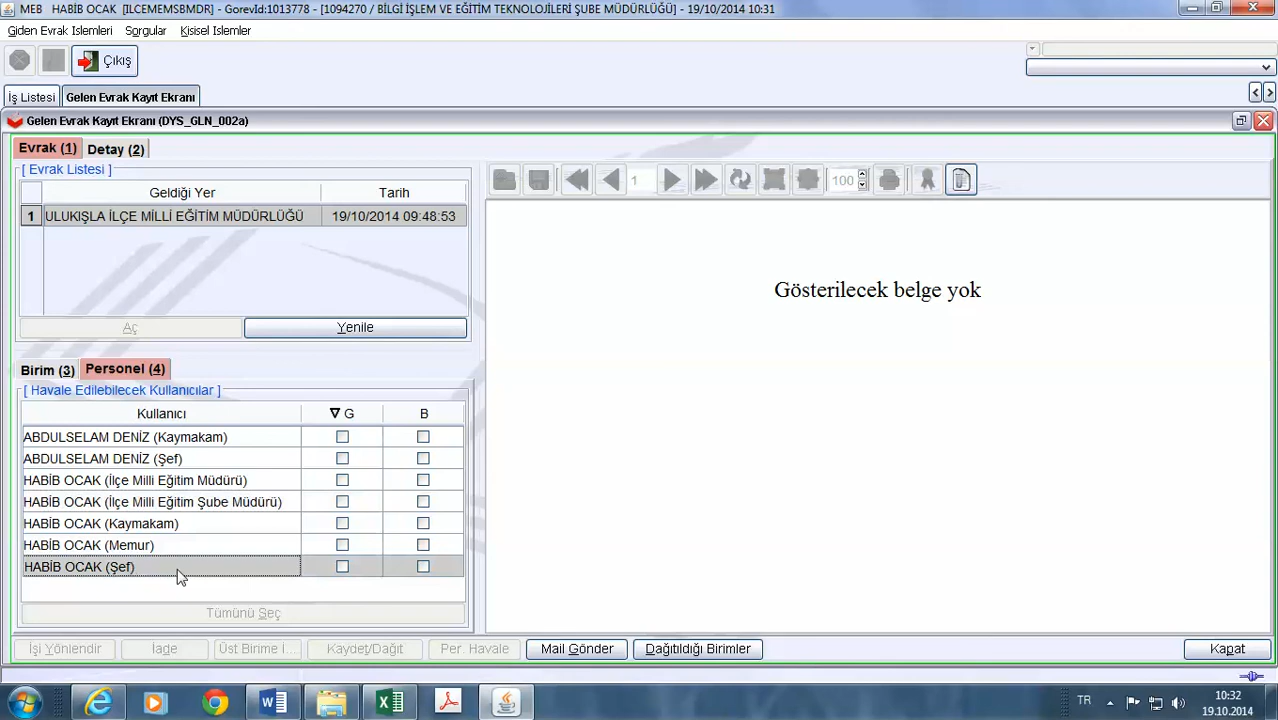 MEB HABİB OCAK [ILCEMEMSBMDR] - GorevId:1013778 - [1094270 / BİLGİ İŞLEM VE EĞİTİM TEKNOLOJİLERİ ŞUBE MÜDÜRLÜĞÜ] - 19/10/2014 10:31
Giden Evrak Islemleri Sorgular Kisisel Islemler
Çıkış
İş Listesi Gelen Evrak Kayıt Ekranı
Gelen Evrak Kayıt Ekranı (DYS_GLN_002a)
Evrak (1) Detay (2)
[ Evrak Listesi ]
1 100
Geldiği Yer Tarih
1 ULUKIŞLA İLÇE MİLLİ EĞİTİM MÜDÜRLÜĞÜ 19/10/2014 09:48:53
Gösterilecek belge yok
Aç Yenile
Birim (3) Personel (4)
[ Havale Edilebilecek Kullanıcılar ]
Kullanıcı G B
ABDULSELAM DENİZ (Kaymakam)
ABDULSELAM DENİZ (Şef)
HABİB OCAK (İlçe Milli Eğitim Müdürü)
HABİB OCAK (İlçe Milli Eğitim Şube Müdürü)
HABİB OCAK (Kaymakam)
HABİB OCAK (Memur)
HABİB OCAK (Şef)
Tümünü Seç
İşi Yönlendir İade Üst Birime I... Kaydet/Dağıt Per. Havale Mail Gönder Dağıtıldığı Birimler Kapat
TR 10:32
19.10.2014